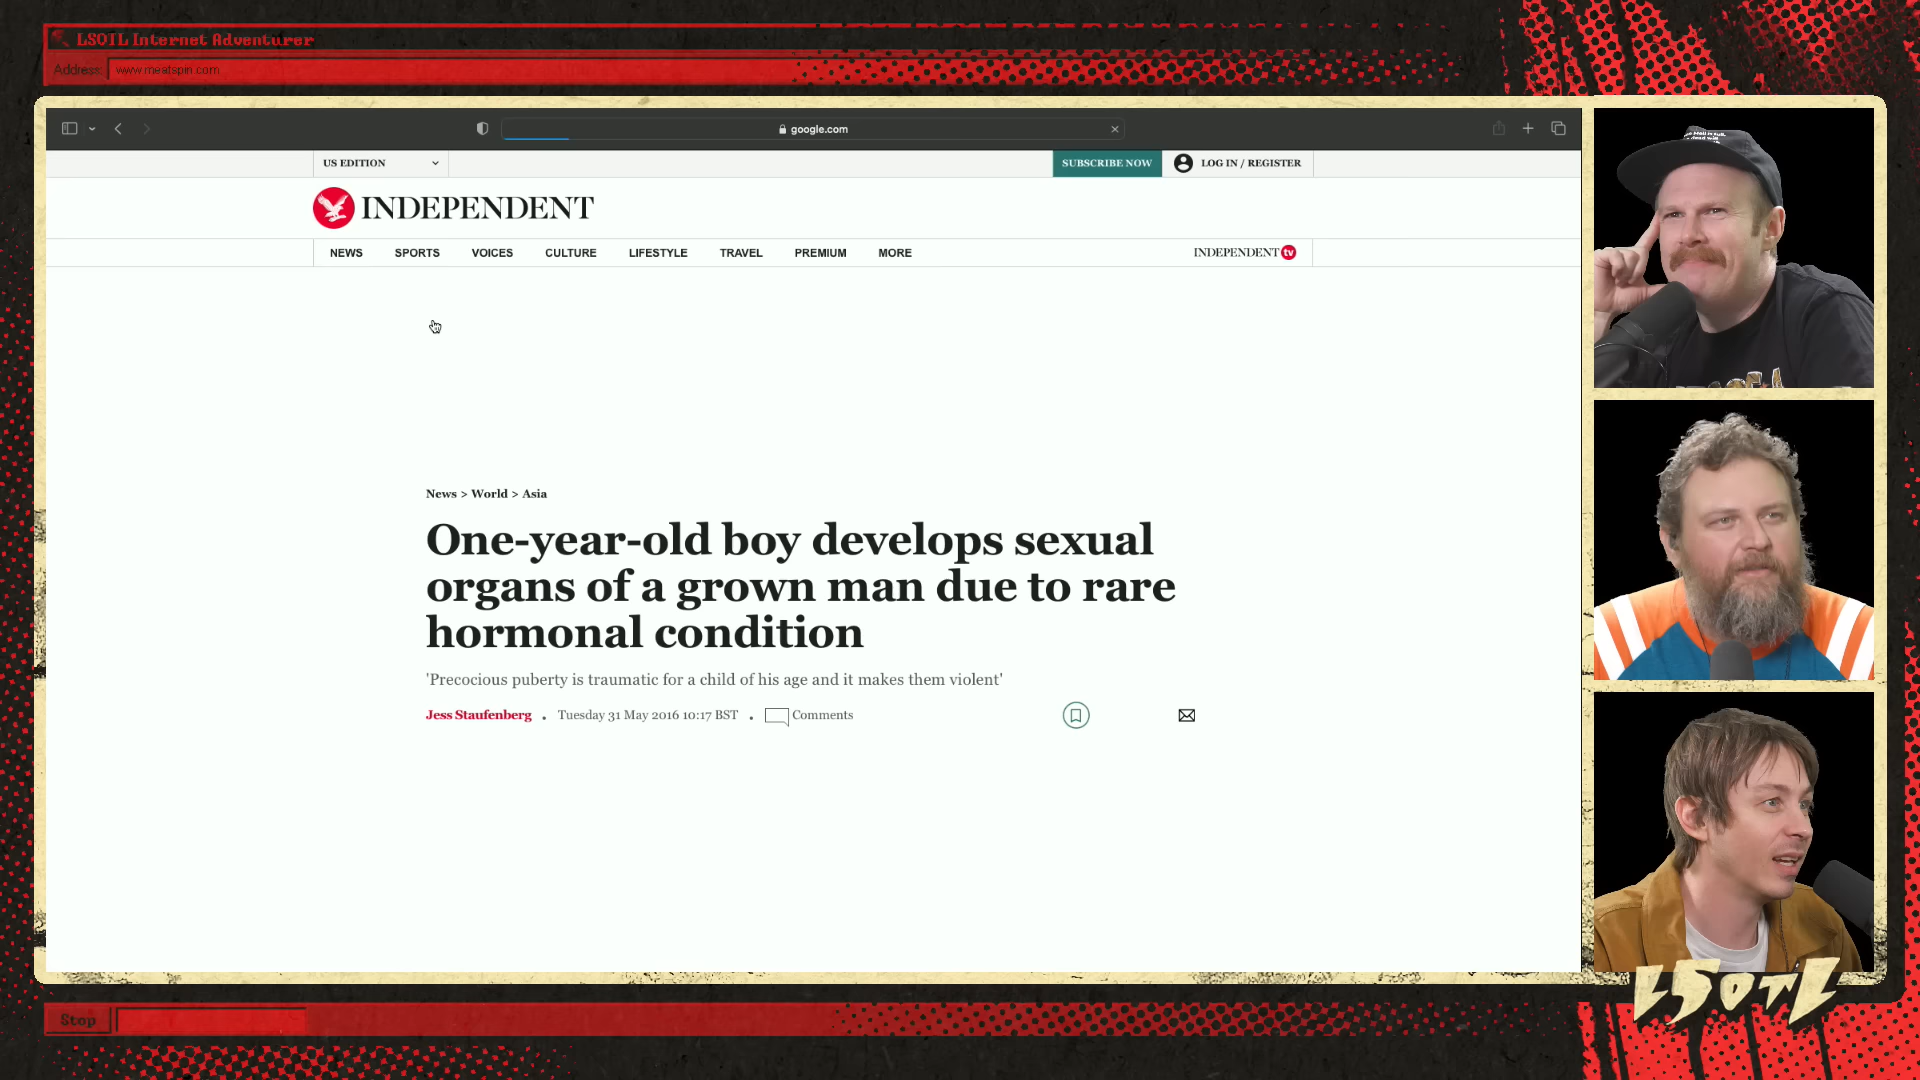 LSOTL Internet Adventurer
Address: www.meatspin.com
google.com
US EDITION
SUBSCRIBE NOW
LOG IN / REGISTER
INDEPENDENT
NEWS SPORTS VOICES CULTURE LIFESTYLE TRAVEL PREMIUM MORE
INDEPENDENT tv
News > World > Asia
One-year-old boy develops sexual
organs of a grown man due to rare
hormonal condition
'Precocious puberty is traumatic for a child of his age and it makes them violent'
Jess Staufenberg . Tuesday 31 May 2016 10:17 BST . Comments
LSOTL
Stop